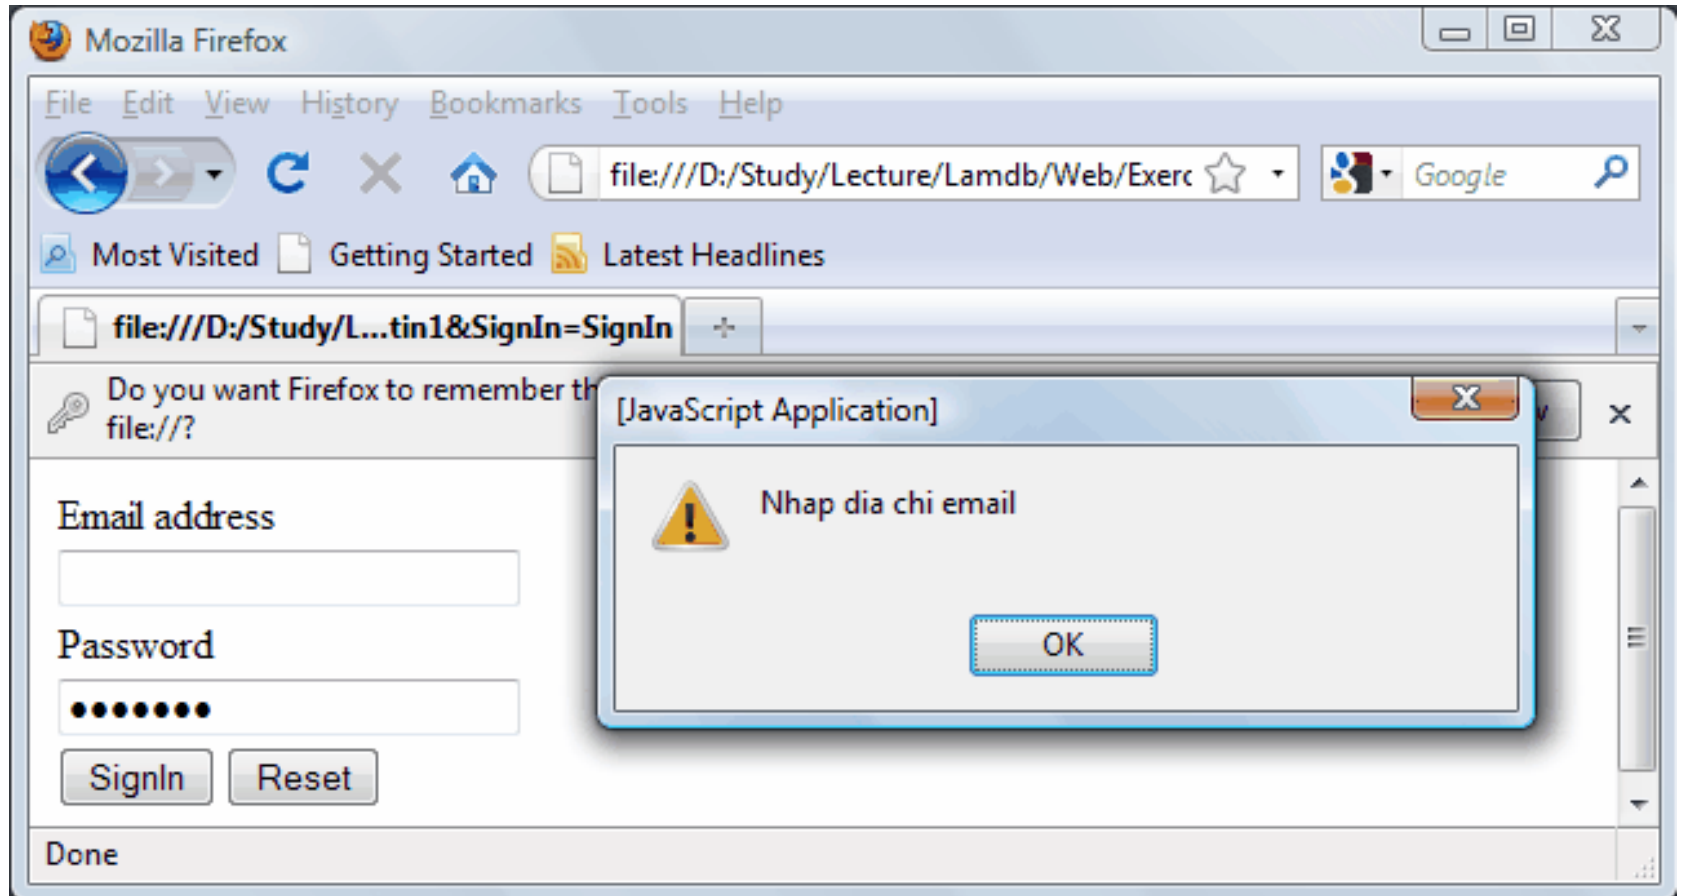 Mozilla Firefox
File Edit View History Bookmarks Tools Help
file:///D:/Study/Lecture/Lamdb/Web/Exerc
Google
Most Visited Getting Started Latest Headlines
file:///D:/Study/L...tin1&SignIn=SignIn
Do you want Firefox to remember
file://?
[JavaScript Application]
Nhap dia chi email
OK
Email address
Password
•••••••
SignIn Reset
Done